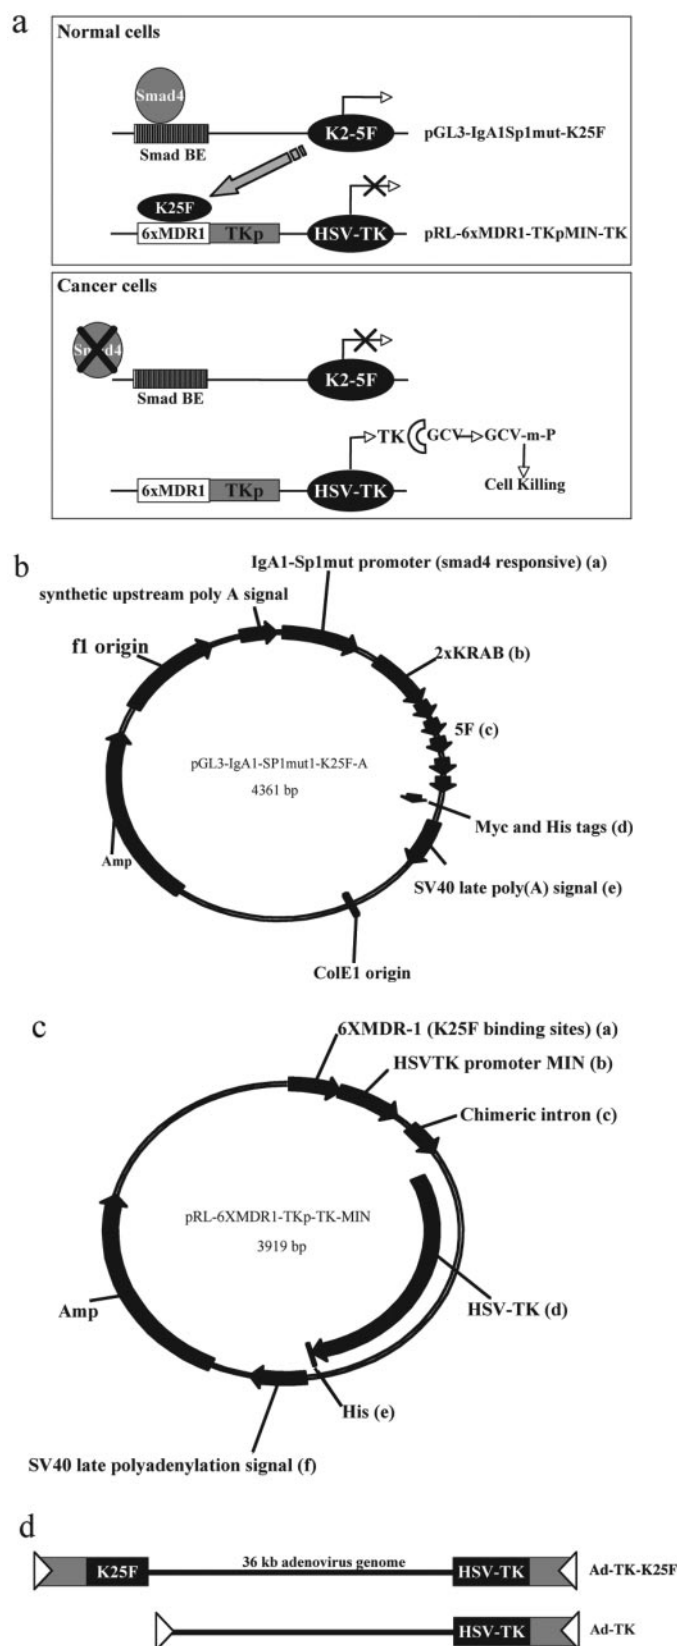 a
Normal cells
Smad4
Smad BE
K2-5F
pGL3-IgA1Sp1mut-K25F
K25F
6xMDR1
TKp
HSV-TK
pRL-6xMDR1-TKpMIN-TK
Cancer cells
Smad4
Smad BE
K2-5F
TK
GCV
GCV-m-P
Cell Killing
6xMDR1
TKp
HSV-TK
b
IgA1-Sp1mut promoter (smad4 responsive) (a)
synthetic upstream poly A signal
f1 origin
2xKRAB (b)
5F (c)
pGL3-IgA1-SP1mut1-K25F-A
4361 bp
Myc and His tags (d)
Amp
SV40 late poly(A) signal (e)
ColE1 origin
c
6XMDR-1 (K25F binding sites) (a)
HSVTK promoter MIN (b)
Chimeric intron (c)
pRL-6XMDR1-TKp-TK-MIN
3919 bp
Amp
HSV-TK (d)
His (e)
SV40 late polyadenylation signal (f)
d
K25F
36 kb adenovirus genome
HSV-TK
Ad-TK-K25F
HSV-TK
Ad-TK